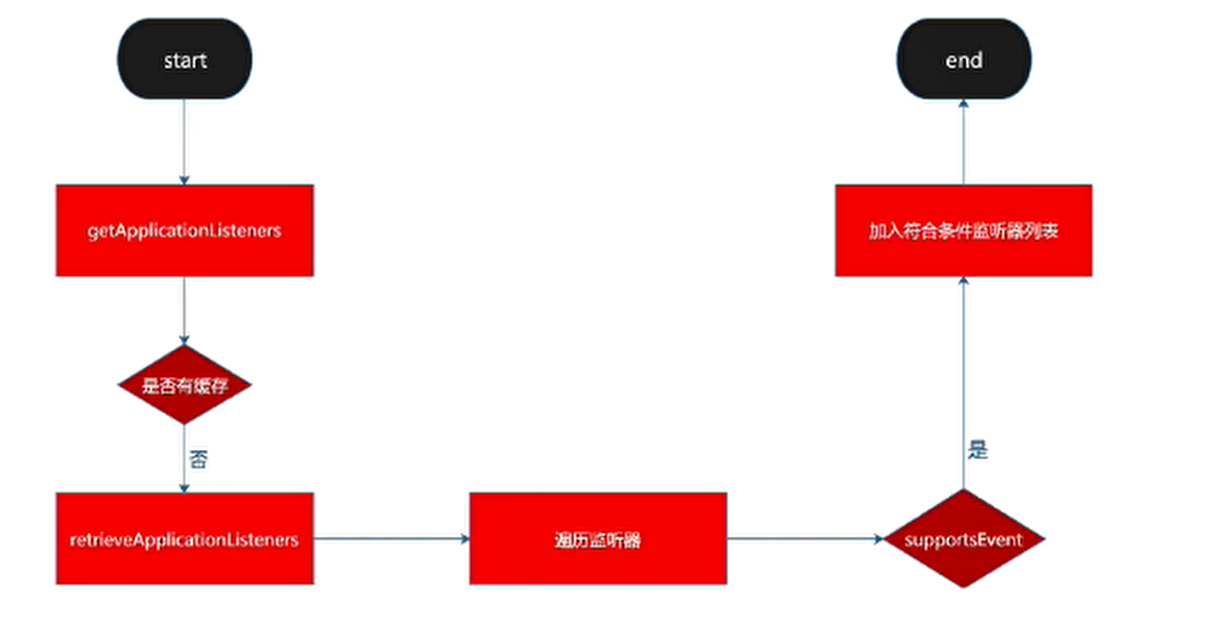 start
getApplicationListeners
是否有缓存
否
retrieveApplicationListeners
遍历监听器
supportsEvent
是
加入符合条件监听器列表
end